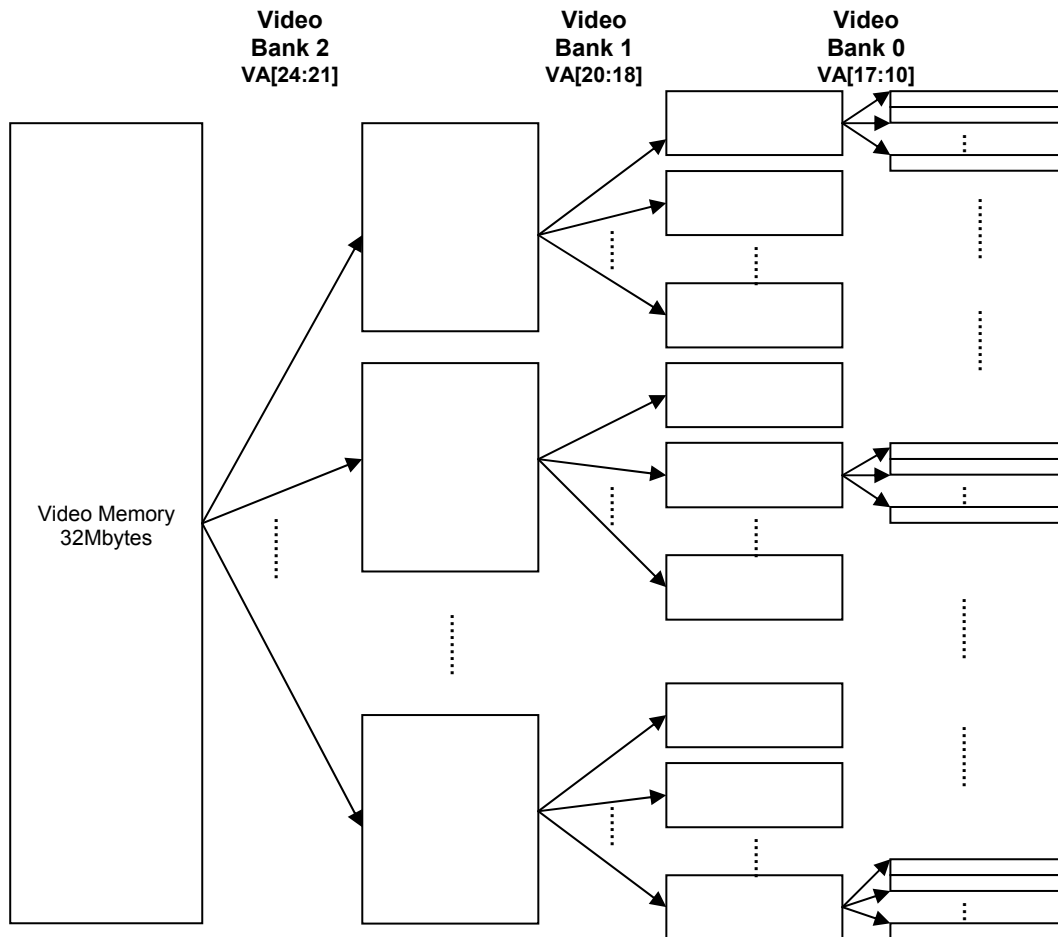 Video
Bank 2
VA[24:21]
Video
Bank 1
VA[20:18]
Video
Bank 0
VA[17:10]
Video Memory
32Mbytes